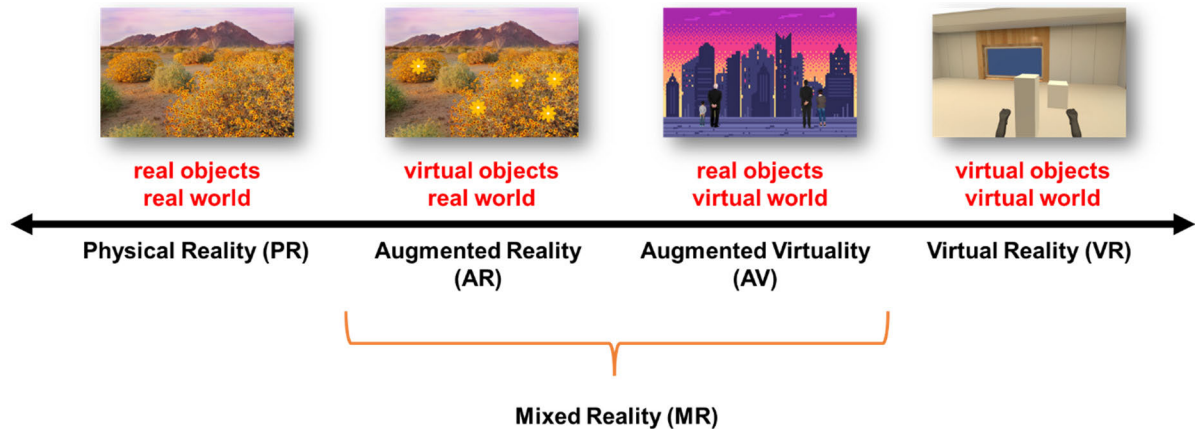 real objects
real world
virtual objects
real world
real objects
virtual world
virtual objects
virtual world
Physical Reality (PR)
Augmented Reality
(AR)
Augmented Virtuality
(AV)
Virtual Reality (VR)
Mixed Reality (MR)